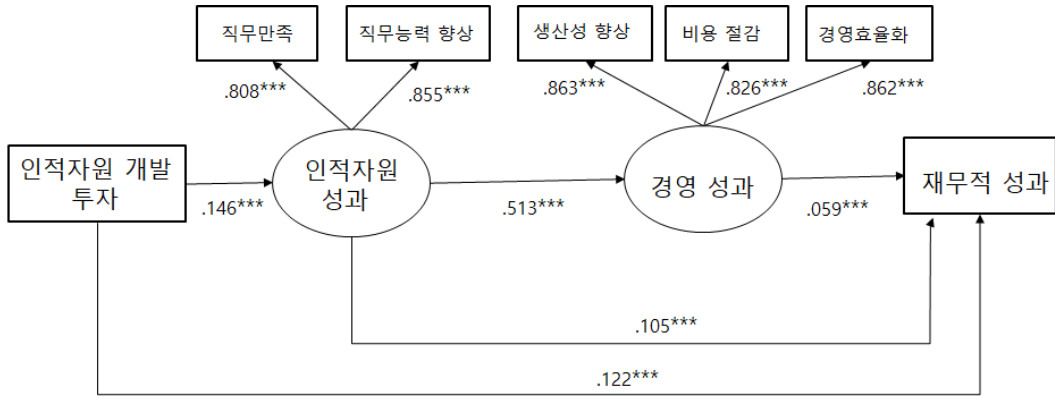 직무만족
직무능력 향상
생산성 향상
비용 절감
경영효율화
.808***
.855***
.863***
.826***
.862***
인적자원 개발
투자
인적자원
성과
경영 성과
재무적 성과
.146***
.513***
.059***
.105***
.122***